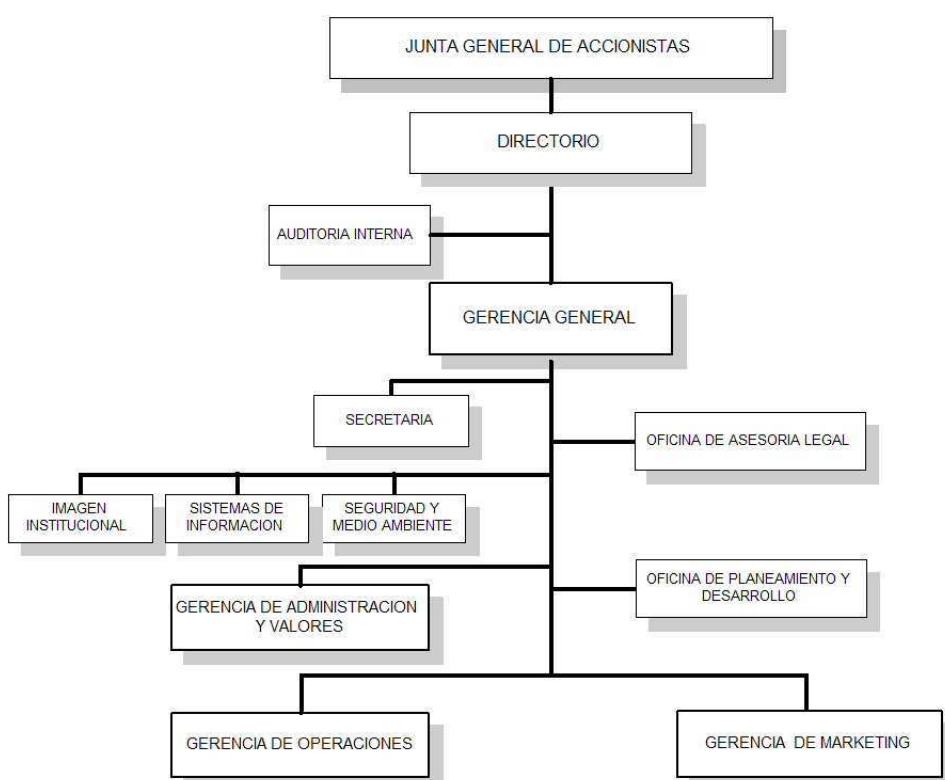 JUNTA GENERAL DE ACCIONISTAS
DIRECTORIO
AUDITORIA INTERNA
GERENCIA GENERAL
SECRETARIA
OFICINA DE ASESORIA LEGAL
IMAGEN
INSTITUCIONAL
SISTEMAS DE
INFORMACION
SEGURIDAD Y
MEDIO AMBIENTE
GERENCIA DE ADMINISTRACION
Y VALORES
OFICINA DE PLANEAMIENTO Y
DESARROLLO
GERENCIA DE OPERACIONES
GERENCIA DE MARKETING